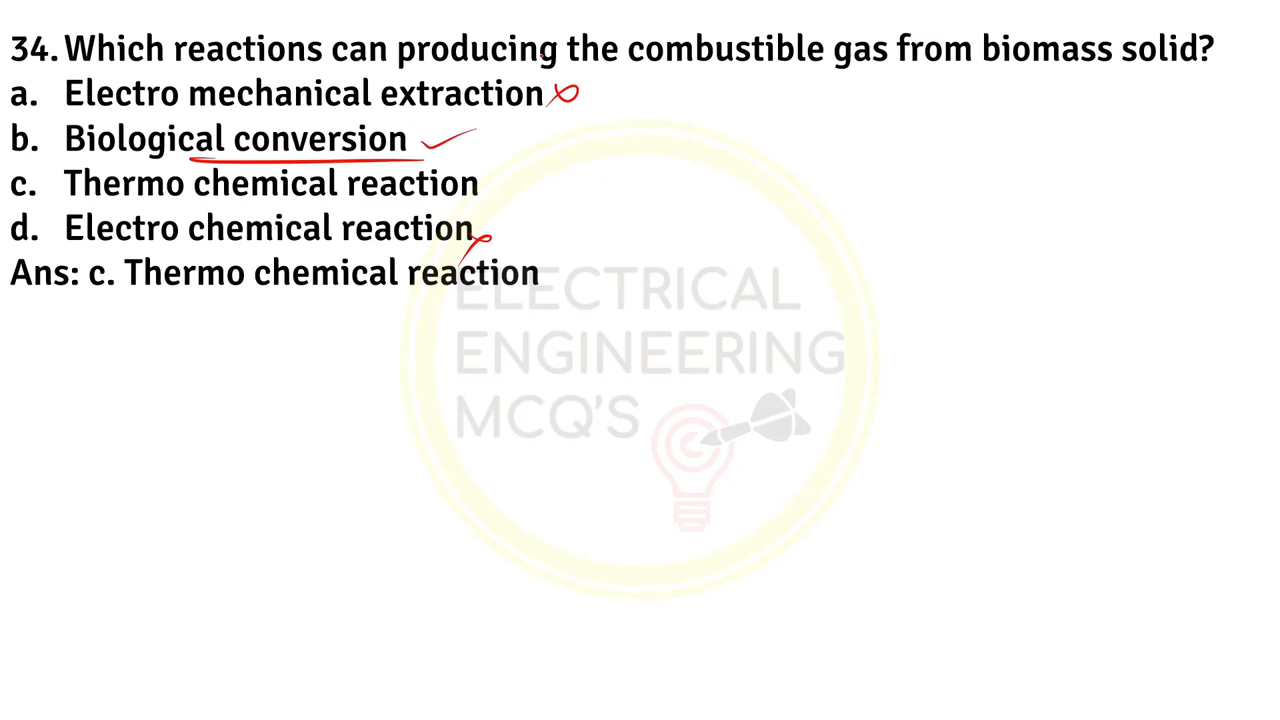 34. Which reactions can producing the combustible gas from biomass solid?
a. Electro mechanical extraction
b. Biological conversion
c. Thermo chemical reaction
d. Electro chemical reaction
Ans: c. Thermo chemical reaction
ELECTRICAL
ENGINEERING
MCQ'S